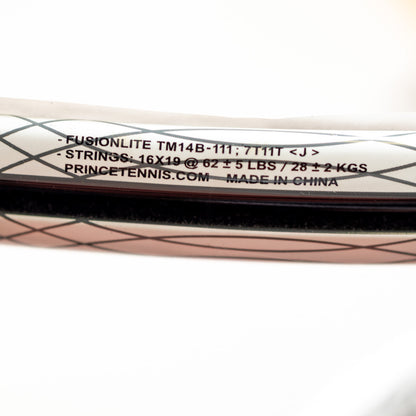 - FUSIONLITE TM14B-111; 7T11T <J>
- STRINGS: 16X19 @ 62 ± 5 LBS / 28 ± 2 KGS
PRINCETENNIS.COM MADE IN CHINA